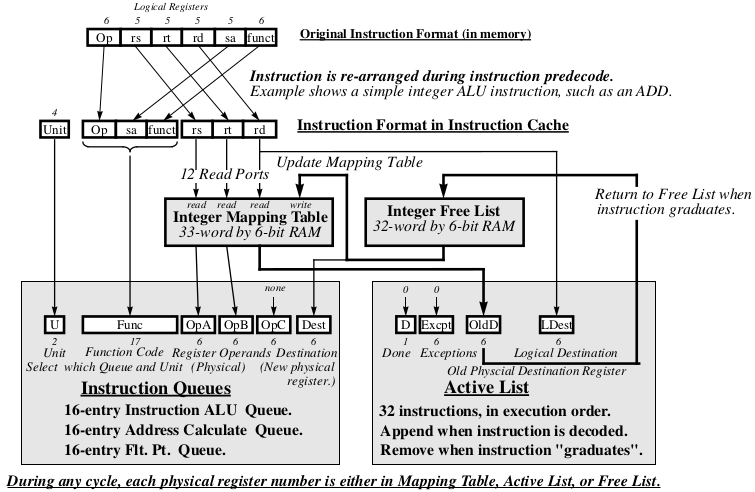 Logical Registers
6 5 5 5 5 6
Op rs rt rd sa funct
Original Instruction Format (in memory)
Instruction is re-arranged during instruction predecode.
Example shows a simple integer ALU instruction, such as an ADD.
4
Unit Op sa funct rs rt rd
Instruction Format in Instruction Cache
Update Mapping Table
12 Read Ports
Return to Free List when
instruction graduates.
read read read write
Integer Mapping Table
33-word by 6-bit RAM
Integer Free List
32-word by 6-bit RAM
none
0 0
U Func OpA OpB OpC Dest
D Excpt OldD LDest
2 17 6 6 6 6
1 6 6 6
Unit Function Code Register Operands Destination
Select which Queue and Unit (Physical) (New physical
register.)
Done Exceptions Logical Destination
Old Physcial Destination Register
Instruction Queues
16-entry Instruction ALU Queue.
16-entry Address Calculate Queue.
16-entry Flt. Pt. Queue.
Active List
32 instructions, in execution order.
Append when instruction is decoded.
Remove when instruction "graduates".
During any cycle, each physical register number is either in Mapping Table, Active List, or Free List.